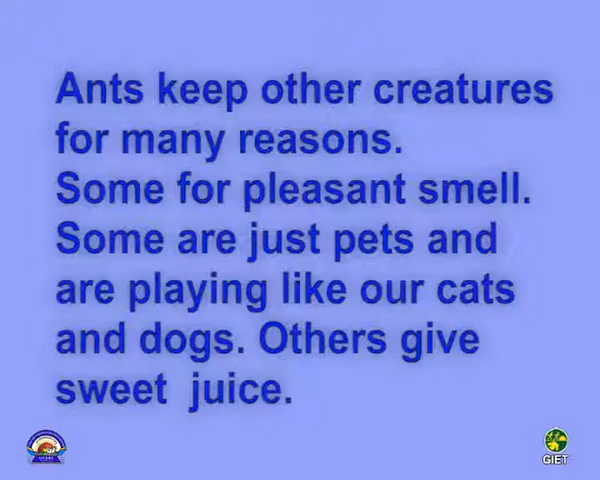 Ants keep other creatures
for many reasons.
Some for pleasant smell.
Some are just pets and
are playing like our cats
and dogs. Others give
sweet juice.
GIET